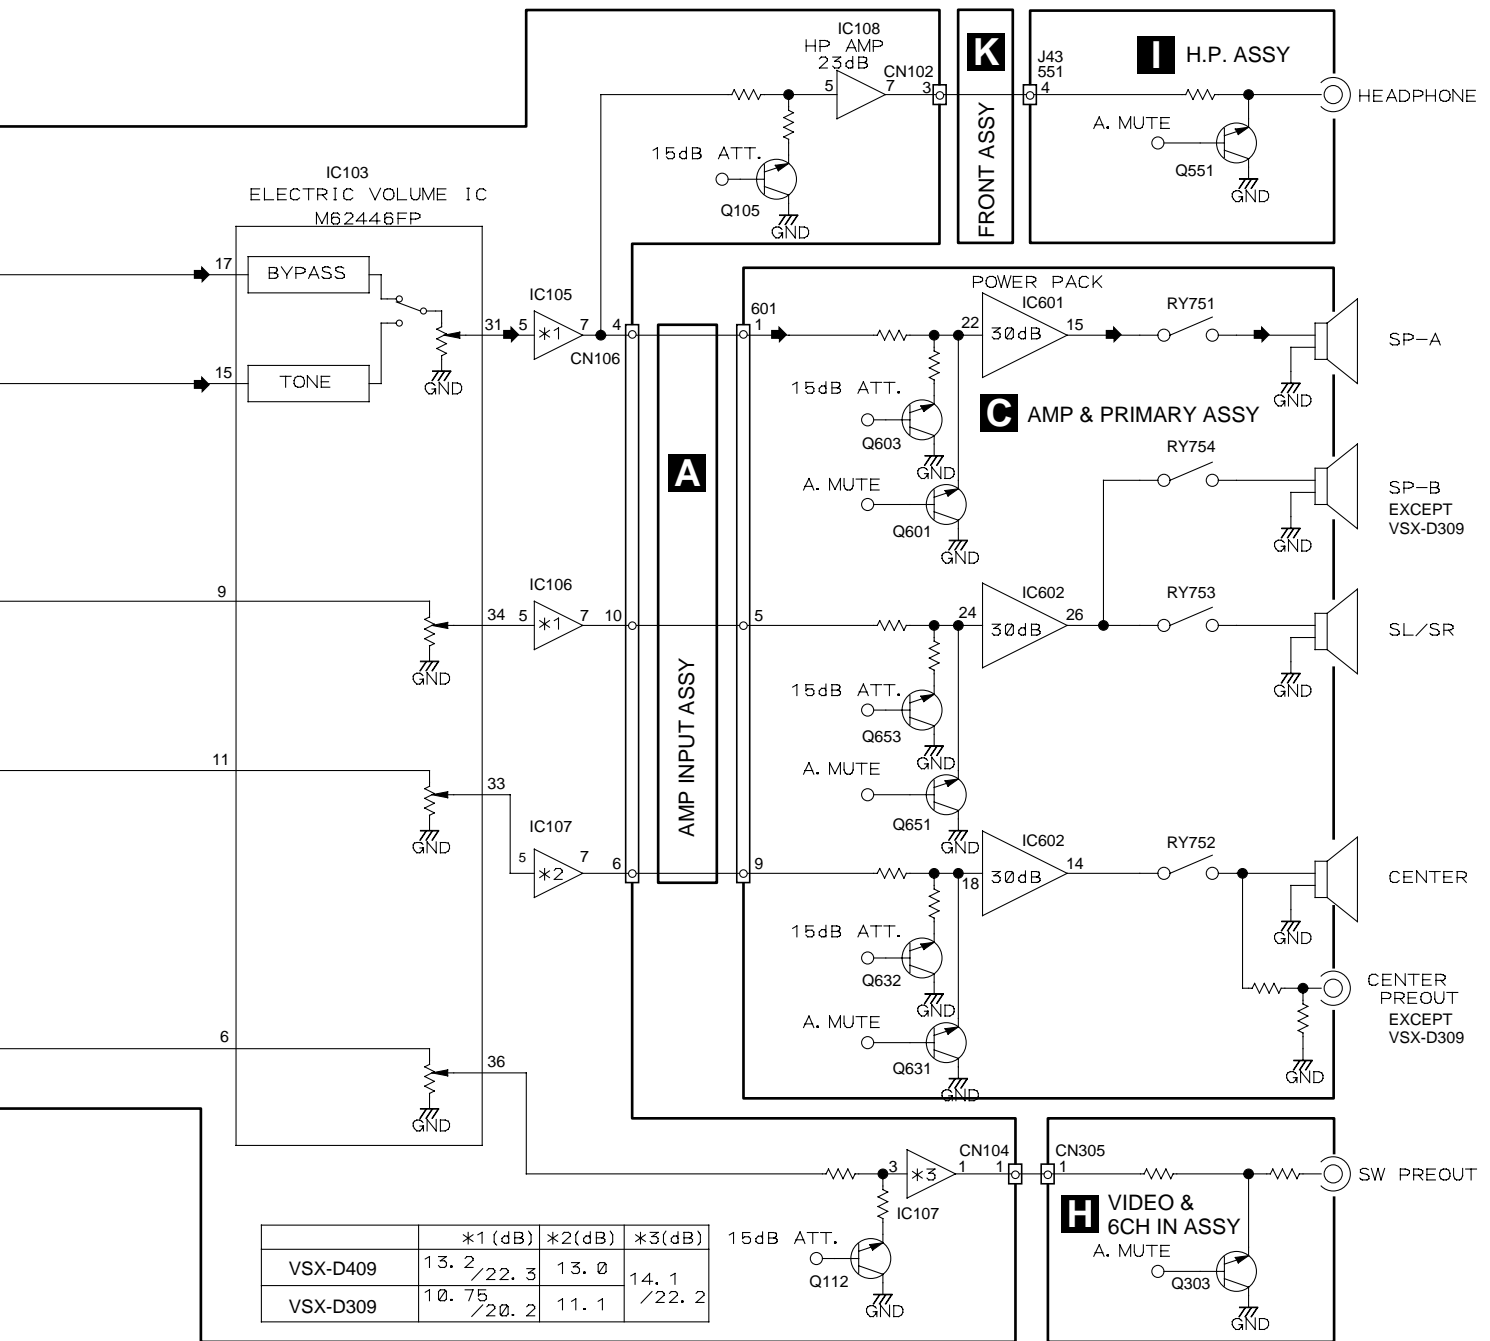 IC108
HP AMP
23dB
5
7
CN102
3
K
FRONT ASSY
J43
551
4
I H.P. ASSY
HEADPHONE
A. MUTE
Q551
GND
15dB ATT.
Q105
GND
IC103
ELECTRIC VOLUME IC
M62446FP
17
BYPASS
15
TONE
GND
31
IC105
5
*1
7
4
CN106
601
1
POWER PACK
22
IC601
30dB
15
RY751
SP-A
GND
15dB ATT.
Q603
GND
C AMP & PRIMARY ASSY
A. MUTE
Q601
GND
RY754
SP-B
EXCEPT
VSX-D309
GND
A
AMP INPUT ASSY
9
34
GND
IC106
5
*1
7
10
5
24
IC602
30dB
26
RY753
SL/SR
GND
15dB ATT.
Q653
GND
A. MUTE
Q651
GND
11
33
GND
IC107
5
*2
7
6
9
18
IC602
30dB
14
RY752
CENTER
GND
15dB ATT.
Q632
GND
A. MUTE
Q631
GND
CENTER
PREOUT
EXCEPT
VSX-D309
GND
6
36
GND
3
*3
1
IC107
CN104
1
CN305
1
SW PREOUT
H VIDEO &
6CH IN ASSY
A. MUTE
Q303
GND
15dB ATT.
Q112
GND
*1(dB) *2(dB) *3(dB)
VSX-D409 13.2/22.3 13.0 14.1/22.2
VSX-D309 10.75/20.2 11.1